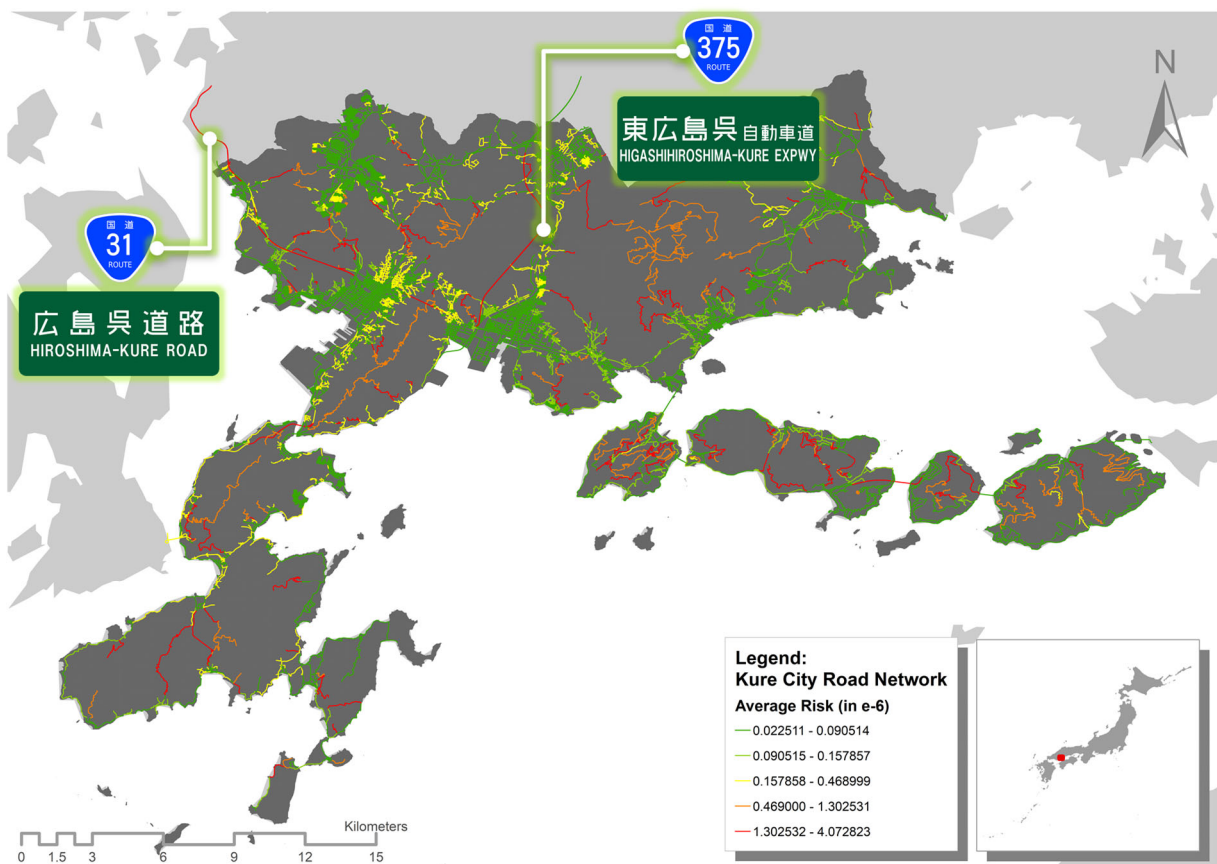 国道
375
ROUTE
東広島呉自動車道
HIGASHIHIROSHIMA-KURE EXPWY
N
国道
31
ROUTE
広島呉道路
HIROSHIMA-KURE ROAD
Legend:
Kure City Road Network
Average Risk (in e-6)
0.022511 - 0.090514
0.090515 - 0.157857
0.157858 - 0.468999
0.469000 - 1.302531
1.302532 - 4.072823
Kilometers
0 1.5 3 6 9 12 15